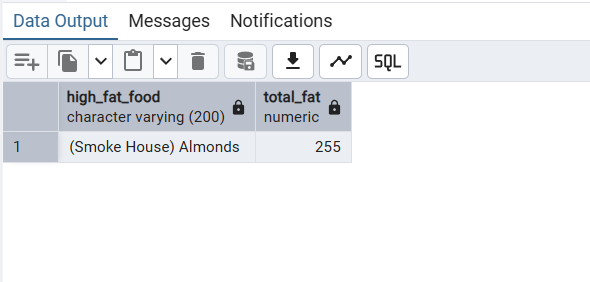 Data Output Messages Notifications
SQL
high_fat_food total_fat
character varying (200) numeric
1 (Smoke House) Almonds 255